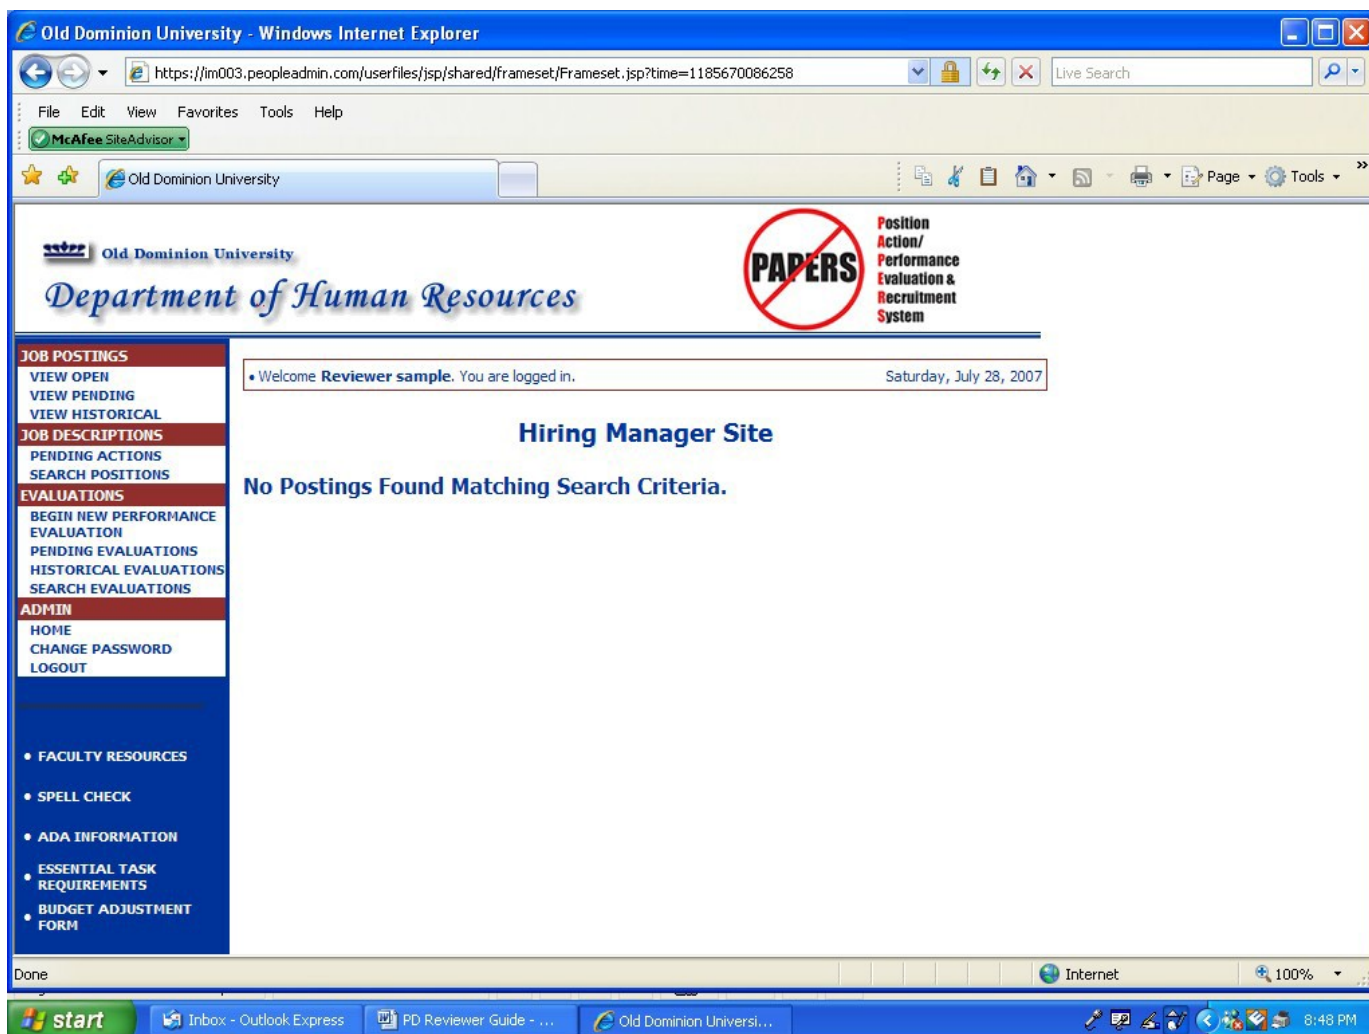 Old Dominion University - Windows Internet Explorer
https://im003.peopleadmin.com/userfiles/jsp/shared/frameset/Frameset.jsp?time=1185670086258
Live Search
File Edit View Favorites Tools Help
McAfee SiteAdvisor
Old Dominion University
Page Tools »
Old Dominion University
Department of Human Resources
PAPERS
Position
Action/
Performance
Evaluation &
Recruitment
System
JOB POSTINGS
VIEW OPEN
VIEW PENDING
VIEW HISTORICAL
JOB DESCRIPTIONS
PENDING ACTIONS
SEARCH POSITIONS
EVALUATIONS
BEGIN NEW PERFORMANCE
EVALUATION
PENDING EVALUATIONS
HISTORICAL EVALUATIONS
SEARCH EVALUATIONS
ADMIN
HOME
CHANGE PASSWORD
LOGOUT
• FACULTY RESOURCES
• SPELL CHECK
• ADA INFORMATION
• ESSENTIAL TASK
REQUIREMENTS
• BUDGET ADJUSTMENT
FORM
• Welcome Reviewer sample. You are logged in.
Saturday, July 28, 2007
Hiring Manager Site
No Postings Found Matching Search Criteria.
Done
Internet
100%
start
Inbox - Outlook Express
PD Reviewer Guide - ...
Old Dominion Universi...
8:48 PM